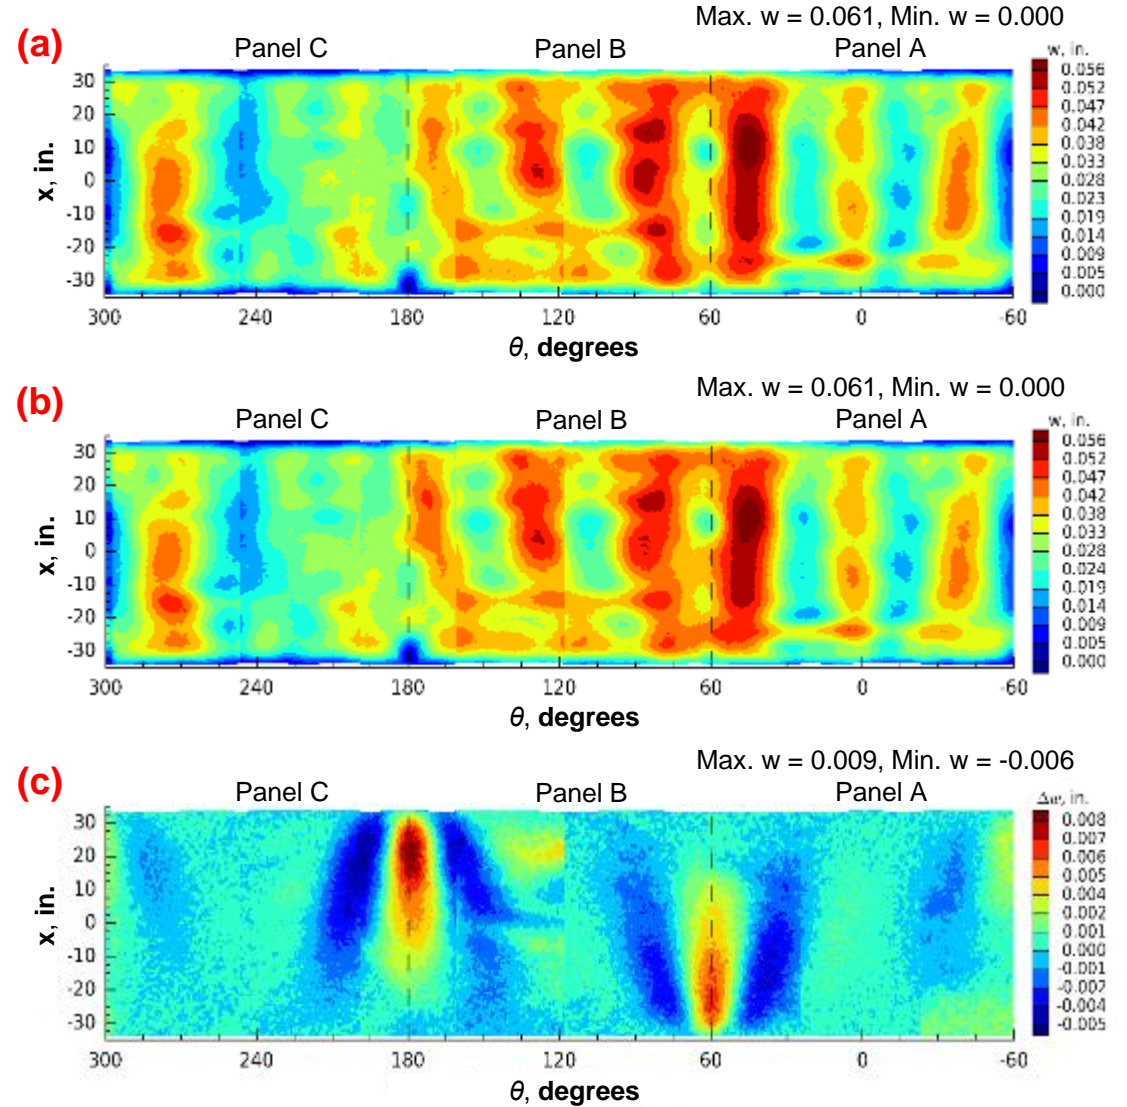 (a)
Max. w = 0.061, Min. w = 0.000
Panel C Panel B Panel A
w, in.
30
20
10
0
-10
-20
-30
x, in.
0.056
0.052
0.047
0.042
0.038
0.033
0.028
0.023
0.019
0.014
0.009
0.005
0.000
300 240 180 120 60 0 -60
θ, degrees
(b)
Max. w = 0.061, Min. w = 0.000
Panel C Panel B Panel A
w, in.
30
20
10
0
-10
-20
-30
x, in.
0.056
0.052
0.047
0.042
0.038
0.033
0.028
0.024
0.019
0.014
0.009
0.005
0.000
300 240 180 120 60 0 -60
θ, degrees
(c)
Max. w = 0.009, Min. w = -0.006
Panel C Panel B Panel A
Δw, in.
30
20
10
0
-10
-20
-30
x, in.
0.008
0.007
0.006
0.005
0.004
0.002
0.001
0.000
-0.001
-0.007
-0.004
-0.005
300 240 180 120 60 0 -60
θ, degrees